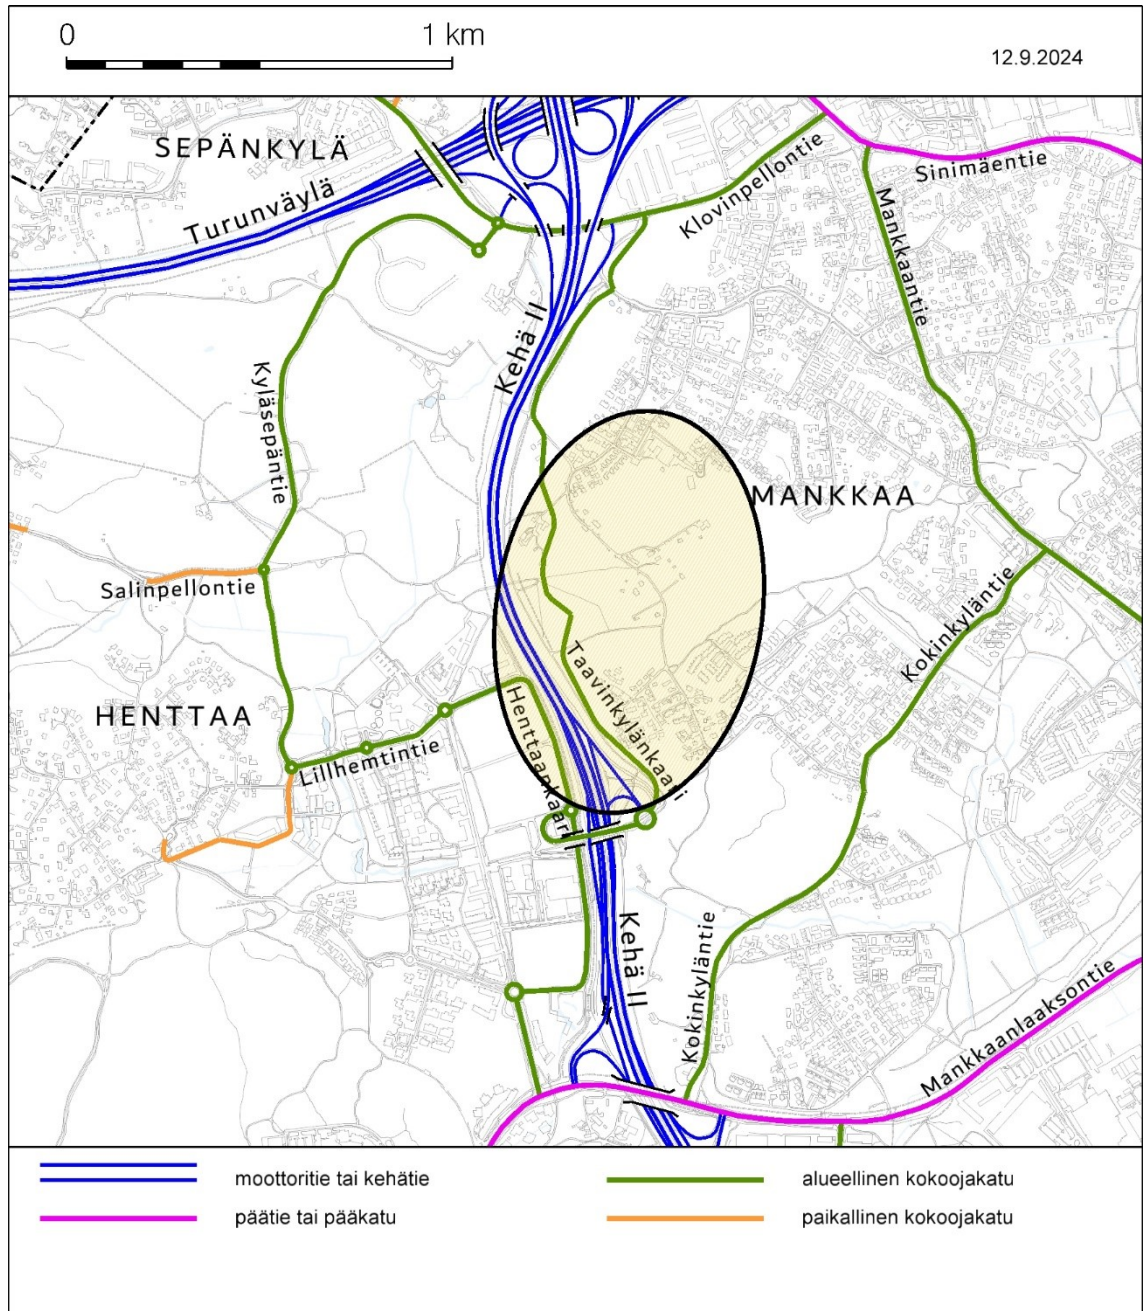 0 1 km
12.9.2024
SEPÄNKYLÄ
Turunväylä
Klovinpellontie
Sinimäentie
Mankkaantie
Kehä II
Kyläsepäntie
MANKKAA
Salinpellontie
Kokinkyläntie
Taavinkylänkaari
HENTTAA
Henttaankaari
Lillhemtintie
Kehä II
Kokinkyläntie
Mankkaanlaaksontie
moottoritie tai kehätie
alueellinen kokoojakatu
päätie tai pääkatu
paikallinen kokoojakatu